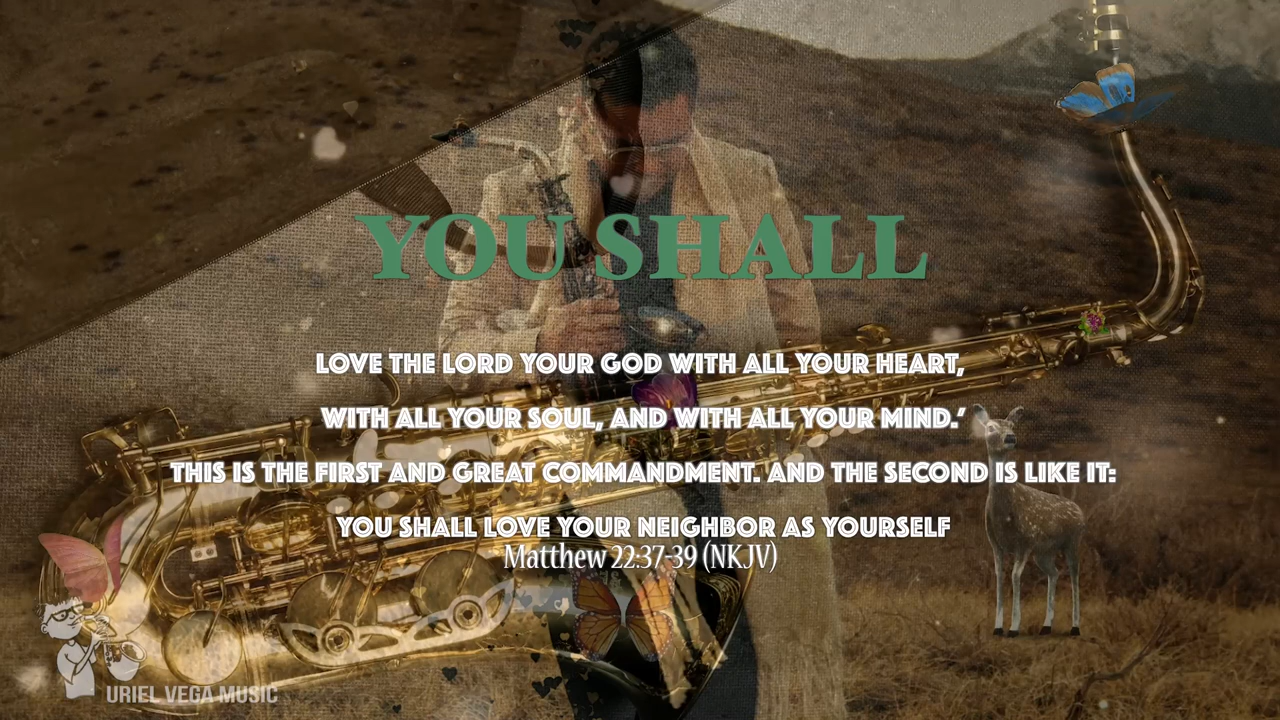 YOU SHALL
LOVE THE LORD YOUR GOD WITH ALL YOUR HEART,
WITH ALL YOUR SOUL, AND WITH ALL YOUR MIND.’
THIS IS THE FIRST AND GREAT COMMANDMENT. AND THE SECOND IS LIKE IT:
YOU SHALL LOVE YOUR NEIGHBOR AS YOURSELF
Matthew 22:37-39 (NKJV)
URIEL VEGA MUSIC